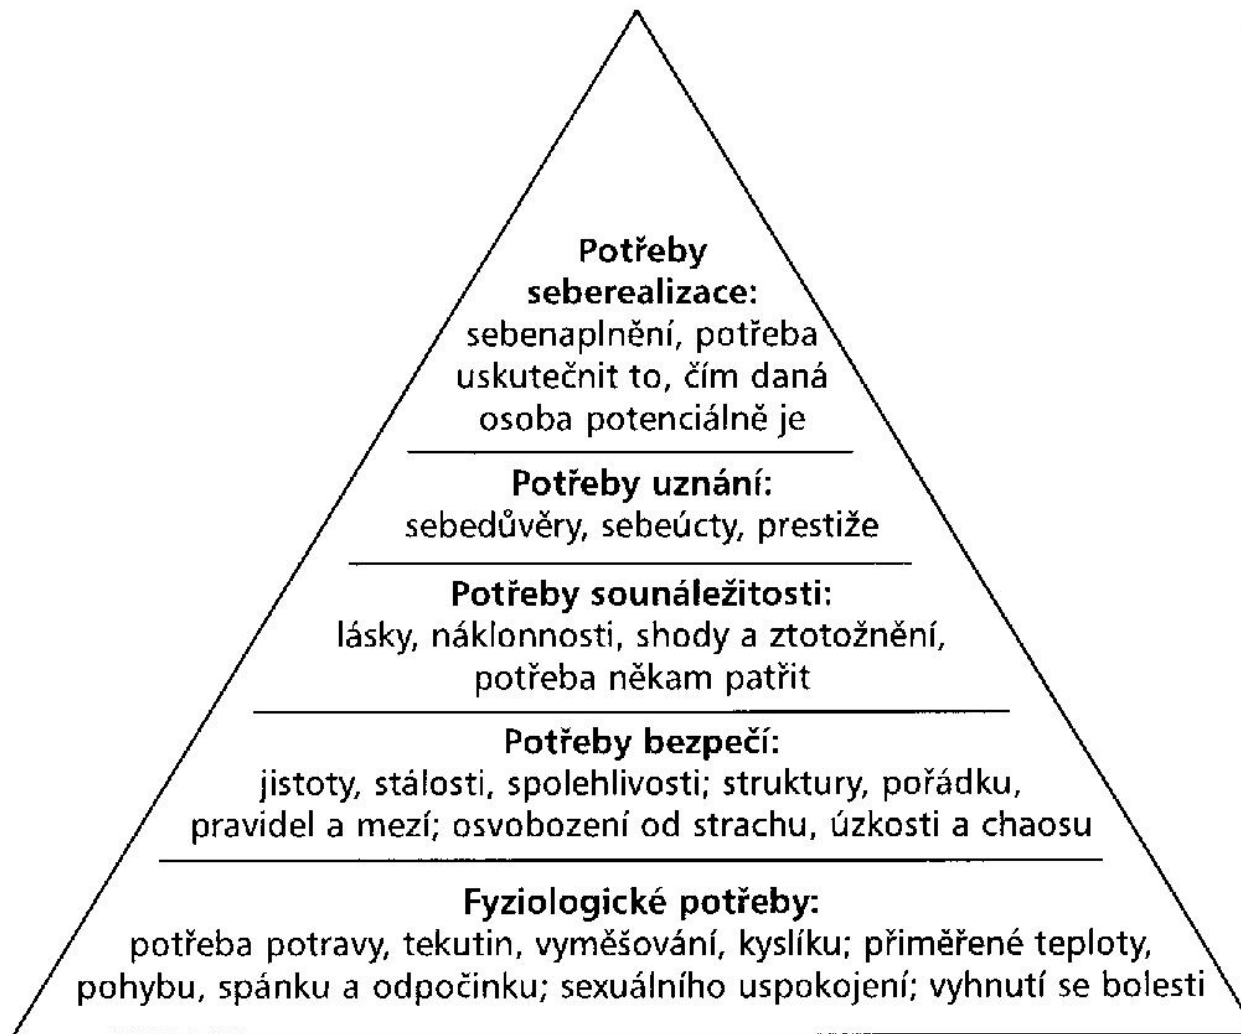 Potřeby
seberealizace:
sebenaplnění, potřeba
uskutečnit to, čím daná
osoba potenciálně je
Potřeby uznání:
sebedůvěry, sebeúcty, prestiže
Potřeby sounáležitosti:
lásky, náklonnosti, shody a ztotožnění,
potřeba někam patřit
Potřeby bezpečí:
jistoty, stálosti, spolehlivosti; struktury, pořádku,
pravidel a mezí; osvobození od strachu, úzkosti a chaosu
Fyziologické potřeby:
potřeba potravy, tekutin, vyměšování, kyslíku; přiměřené teploty,
pohybu, spánku a odpočinku; sexuálního uspokojení; vyhnutí se bolesti